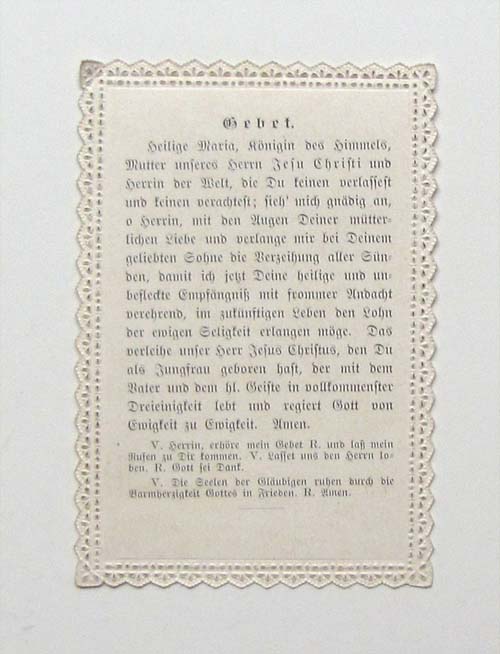 Gebet.
Heilige Maria, Königin des Himmels,
Mutter unseres Herrn Jesu Christi und
Herrin der Welt, die Du keinen verlassest
und keinen verachtest; sieh' mich gnädig an,
o Herrin, mit den Augen Deiner mütter-
lichen Liebe und verlange mir bei Deinem
geliebten Sohne die Verzeihung aller Sün-
den, damit ich jetzt Deine heilige und un-
befleckte Empfängniß mit frommer Andacht
verehrend, im zukünftigen Leben den Lohn
der ewigen Seligkeit erlangen möge. Das
verleihe unser Herr Jesus Christus, den Du
als Jungfrau geboren hast, der mit dem
Vater und dem hl. Geiste in vollkommenster
Dreieinigkeit lebt und regiert Gott von
Ewigkeit zu Ewigkeit. Amen.
V. Herrin, erhöre mein Gebet R. und laß mein
Rufen zu Dir kommen. V. Lasset uns den Herrn lo-
ben. R. Gott sei Dank.
V. Die Seelen der Gläubigen ruhen durch die
Barmherzigkeit Gottes in Frieden. R. Amen.